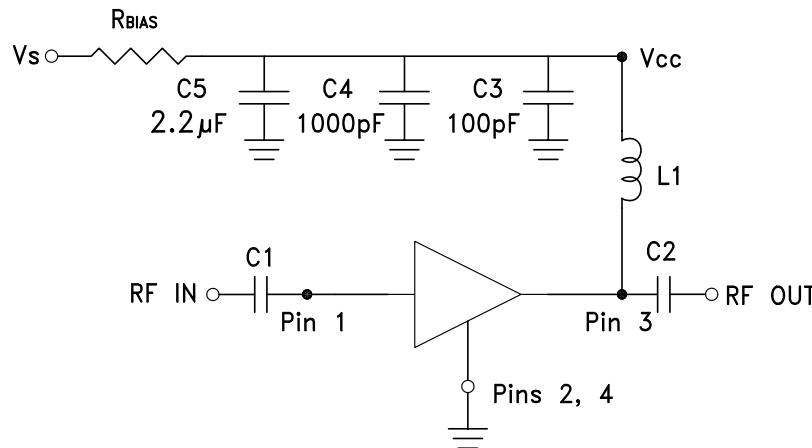 RBIAS
Vs
Vcc
C5
2.2µF
C4
1000pF
C3
100pF
L1
C1
C2
RF IN
RF OUT
Pin 1
Pin 3
Pins 2, 4